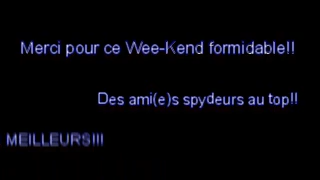 Merci pour ce Wee-Kend formidable!!
Des ami(e)s spydeurs au top!!
MEILLEURS!!!